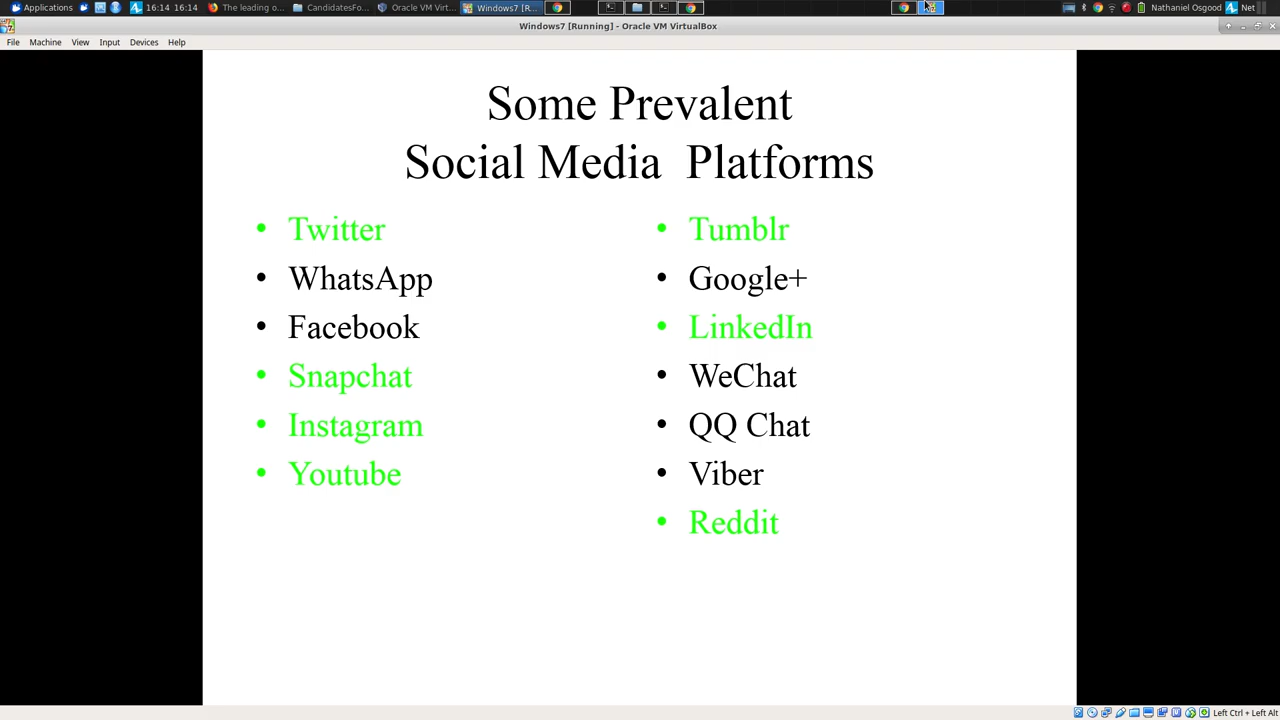 Applications
16:14 16:14
The leading o...
CandidatesFo...
Oracle VM Virt...
Windows7 [R...
Nathaniel Osgood
Net
Windows7 [Running] - Oracle VM VirtualBox
File Machine View Input Devices Help
Some Prevalent
Social Media Platforms
• Twitter
• WhatsApp
• Facebook
• Snapchat
• Instagram
• Youtube
• Tumblr
• Google+
• LinkedIn
• WeChat
• QQ Chat
• Viber
• Reddit
Left Ctrl + Left Alt